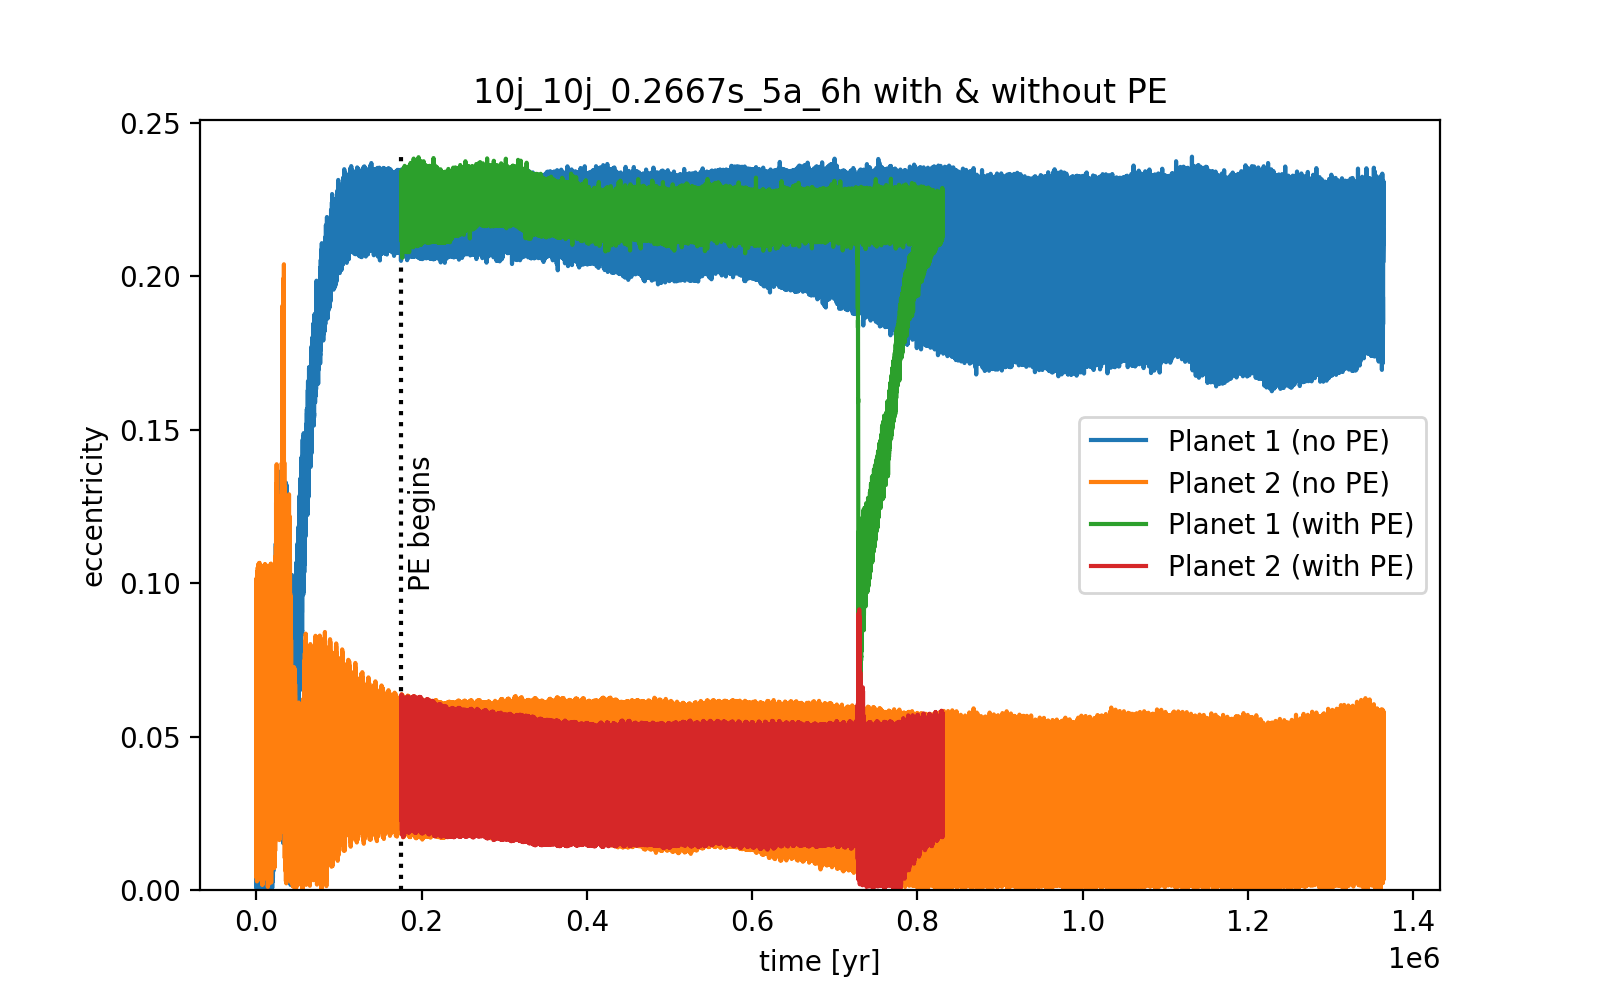 10j_10j_0.2667s_5a_6h with & without PE
0.25
0.20
0.15
0.10
0.05
0.00
eccentricity
PE begins
Planet 1 (no PE)
Planet 2 (no PE)
Planet 1 (with PE)
Planet 2 (with PE)
0.0 0.2 0.4 0.6 0.8 1.0 1.2 1.4
time [yr]
1e6